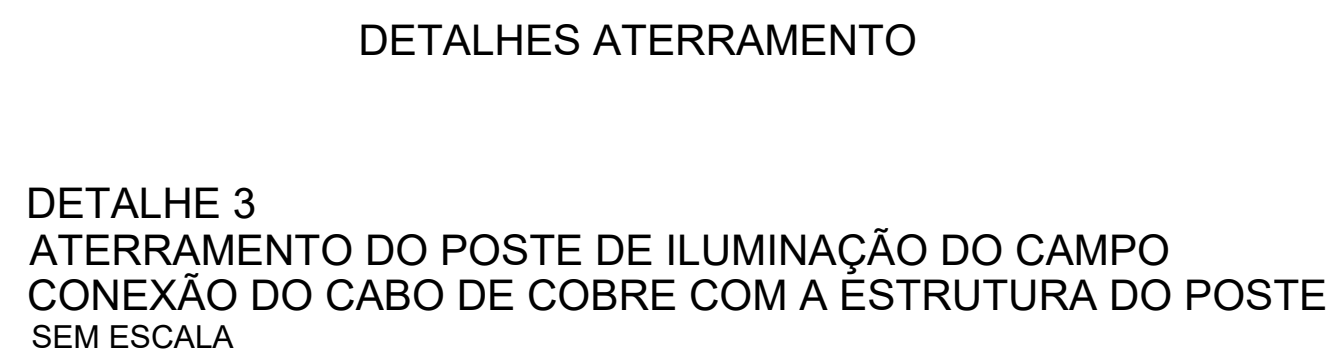 DETALHES ATERRAMENTO
DETALHE 3
ATERRAMENTO DO POSTE DE ILUMINAÇÃO DO CAMPO
CONEXÃO DO CABO DE COBRE COM A ESTRUTURA DO POSTE
SEM ESCALA